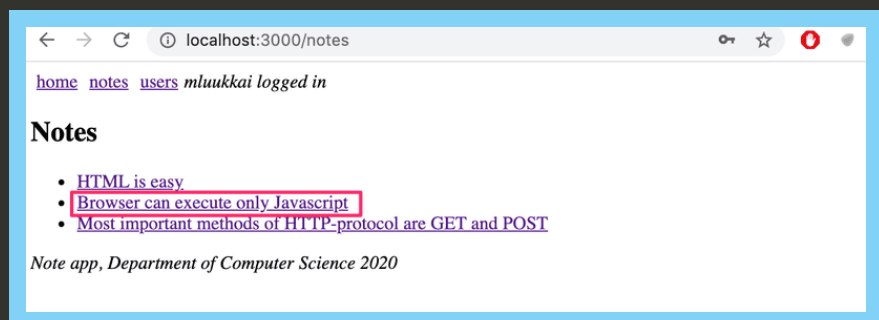 localhost:3000/notes
home notes users mluukkai logged in
Notes
HTML is easy
Browser can execute only Javascript
Most important methods of HTTP-protocol are GET and POST
Note app, Department of Computer Science 2020